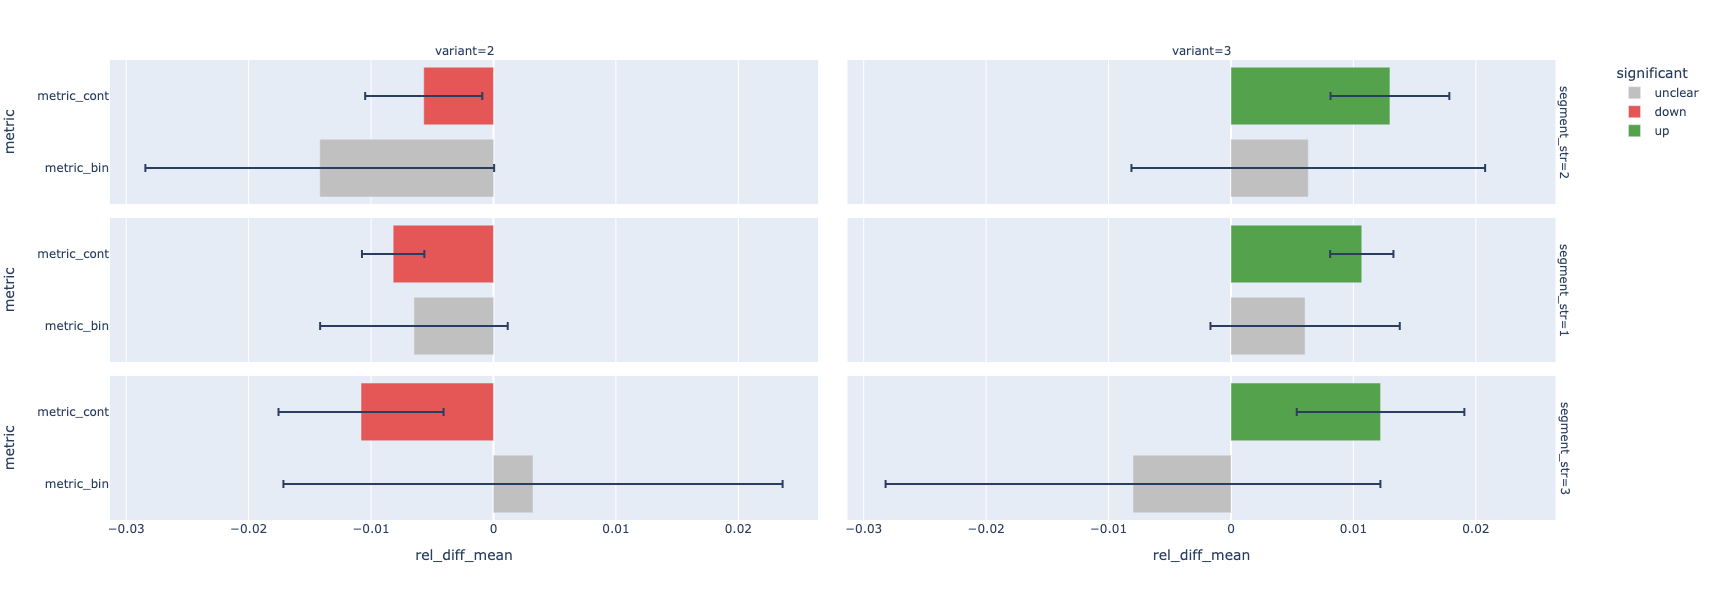 variant=2
variant=3
significant
unclear
down
up
metric
metric_cont
metric_bin
segment_str=2
metric
metric_cont
metric_bin
segment_str=1
metric
metric_cont
metric_bin
segment_str=3
−0.03 −0.02 −0.01 0 0.01 0.02
−0.03 −0.02 −0.01 0 0.01 0.02
rel_diff_mean
rel_diff_mean